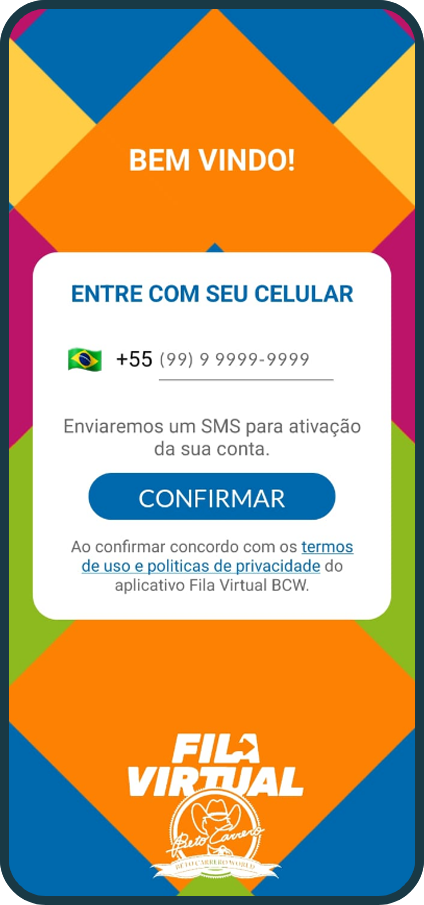 BEM VINDO!
ENTRE COM SEU CELULAR
+55 (99) 9 9999-9999
Enviaremos um SMS para ativação
da sua conta.
CONFIRMAR
Ao confirmar concordo com os termos
de uso e politicas de privacidade do
aplicativo Fila Virtual BCW.
FILA
VIRTUAL
Beto Carrero
BETO CARRERO WORLD